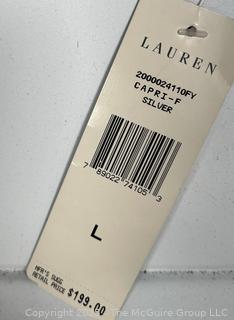 LAUREN
2000024110FY
CAPRI-F
SILVER
7 89022 74105 3
L
MFR'S SUGG
RETAIL PRICE $199.00